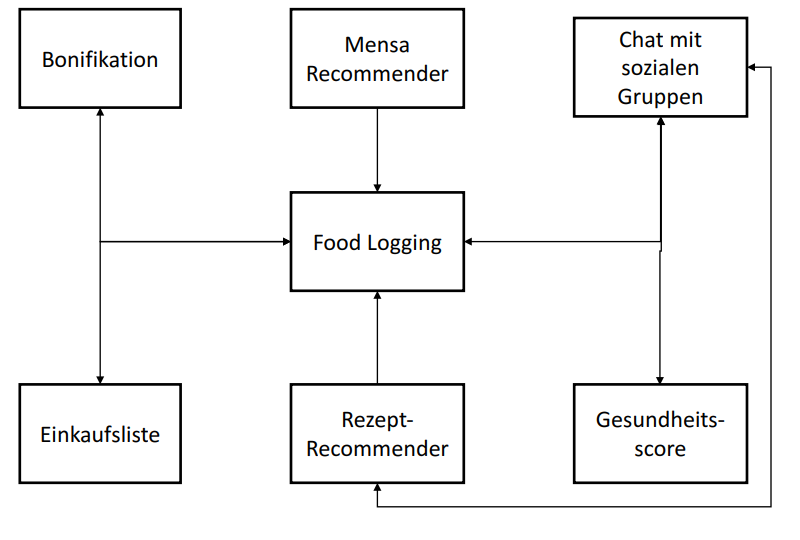 Bonifikation
Mensa
Recommender
Chat mit
sozialen
Gruppen
Food Logging
Einkaufsliste
Rezept-
Recommender
Gesundheits-
score